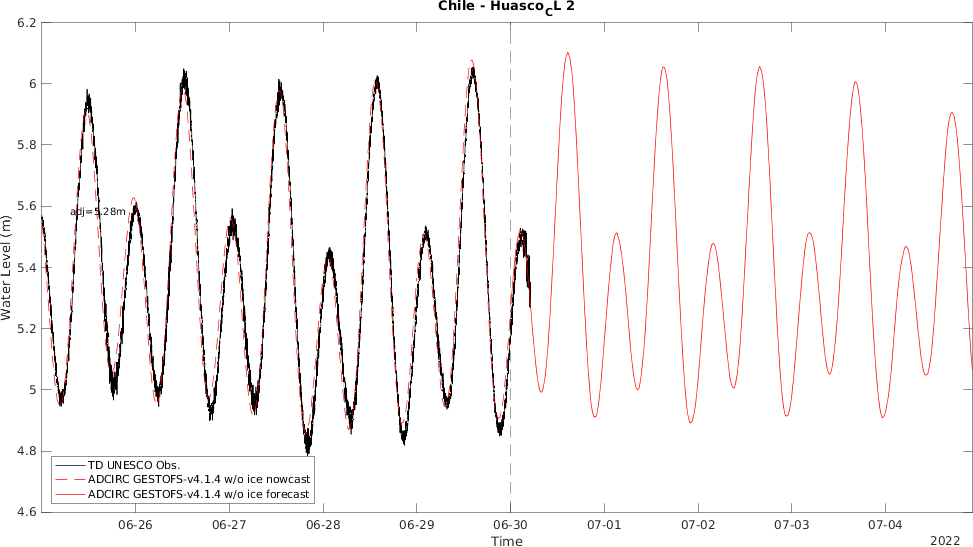 Chile - Huasco_CL 2
6.2
6
5.8
5.6
5.4
5.2
5
4.8
4.6
Water Level (m)
adj=5.28m
TD UNESCO Obs.
ADCIRC GESTOFS-v4.1.4 w/o ice nowcast
ADCIRC GESTOFS-v4.1.4 w/o ice forecast
06-26 06-27 06-28 06-29 06-30 07-01 07-02 07-03 07-04
Time
2022